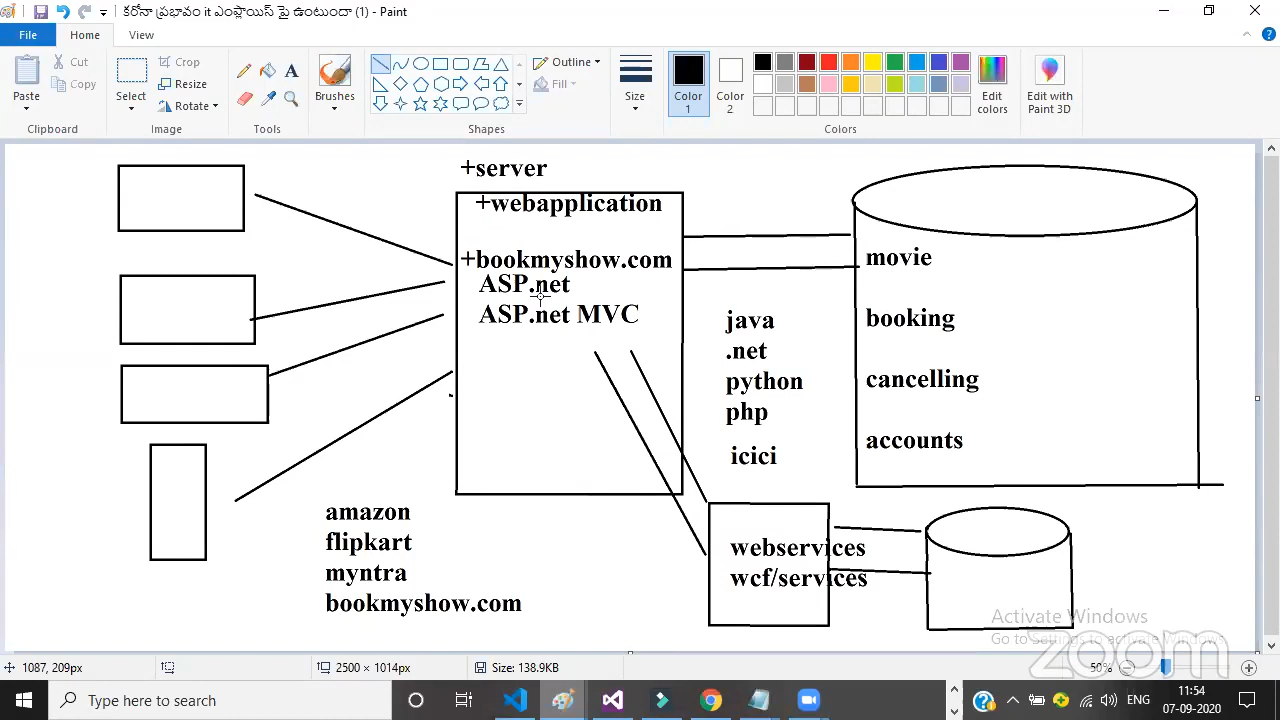 కరోనా ప్రభావం it ఎంప్లాయిస్ పై ఉంటుందా (1) - Paint
File
Home
View
Paste
Cut
Copy
Clipboard
Select
Crop
Resize
Rotate
Image
Tools
Brushes
Shapes
Outline
Fill
Size
Color 1
Color 2
Colors
Edit colors
Edit with Paint 3D
+server
+webapplication
+bookmyshow.com
ASP.net
ASP.net MVC
movie
booking
cancelling
accounts
java
.net
python
php
icici
amazon
flipkart
myntra
bookmyshow.com
webservices
wcf/services
Activate Windows
Go to Settings to activate Windows.
zoom
1087, 209px
2500 × 1014px
Size: 138.9KB
50%
Type here to search
ENG
11:54
07-09-2020